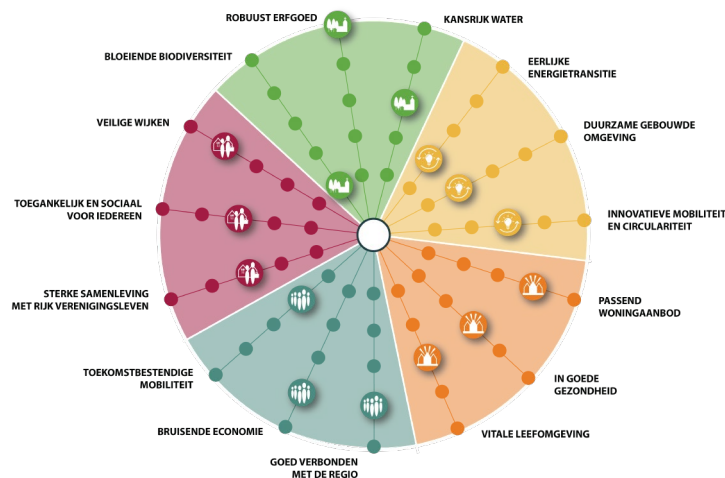 ROBUUST ERFGOED
KANSRIJK WATER
BLOEIENDE BIODIVERSITEIT
EERLIJKE
ENERGIETRANSITIE
VEILIGE WIJKEN
DUURZAME GEBOUWDE
OMGEVING
TOEGANKELIJK EN SOCIAAL
VOOR IEDEREEN
INNOVATIEVE MOBILITEIT
EN CIRCULARITEIT
STERKE SAMENLEVING
MET RIJK VERENIGINGSLEVEN
PASSEND
WONINGAANBOD
TOEKOMSTBESTENDIGE
MOBILITEIT
IN GOEDE
GEZONDHEID
BRUISENDE ECONOMIE
VITALE LEEFOMGEVING
GOED VERBONDEN
MET DE REGIO